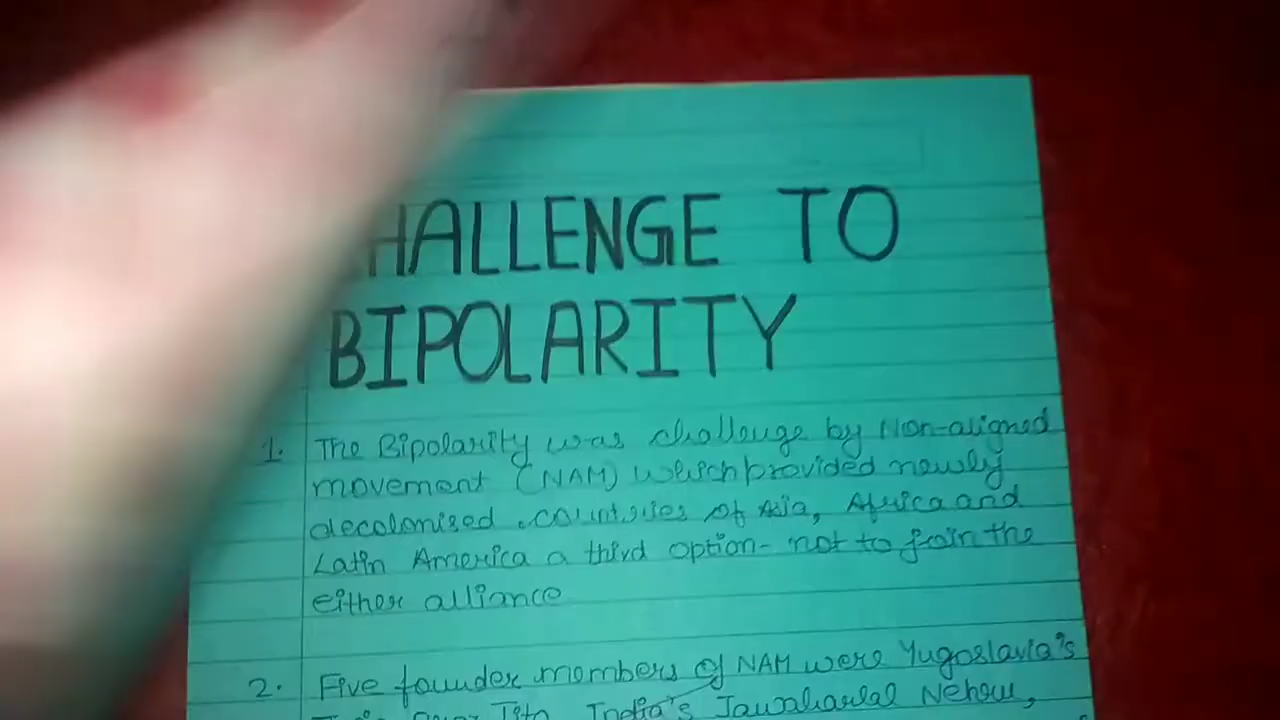 CHALLENGE TO
BIPOLARITY
1. The Bipolarity was challenge by Non-aligned
movement (NAM) which provided newly
decolonised countries of Asia, Africa and
Latin America a third option- not to join the
either alliance
2. Five founder members of NAM were Yugoslavia's
Tito, India's Jawaharlal Nehru,